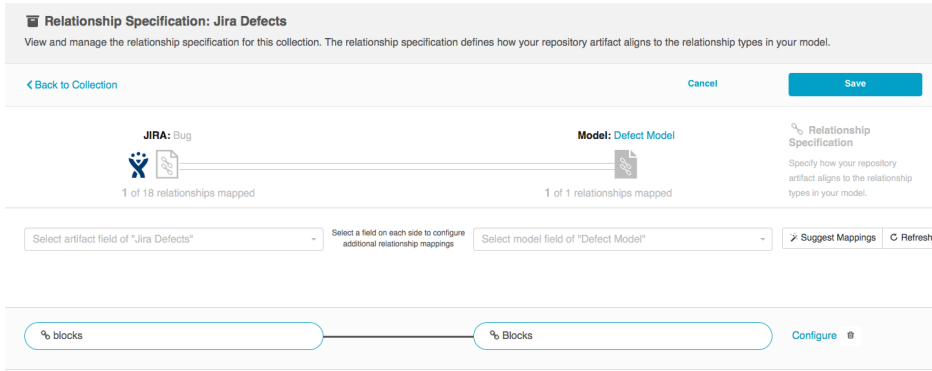 Relationship Specification: Jira Defects
View and manage the relationship specification for this collection. The relationship specification defines how your repository artifact aligns to the relationship types in your model.
Back to Collection
Cancel
Save
JIRA: Bug
Model: Defect Model
1 of 18 relationships mapped
1 of 1 relationships mapped
Relationship
Specification
Specify how your repository
artifact aligns to the relationship
types in your model.
Select artifact field of "Jira Defects"
Select a field on each side to configure
additional relationship mappings
Select model field of "Defect Model"
Suggest Mappings
Refresh
blocks
Blocks
Configure